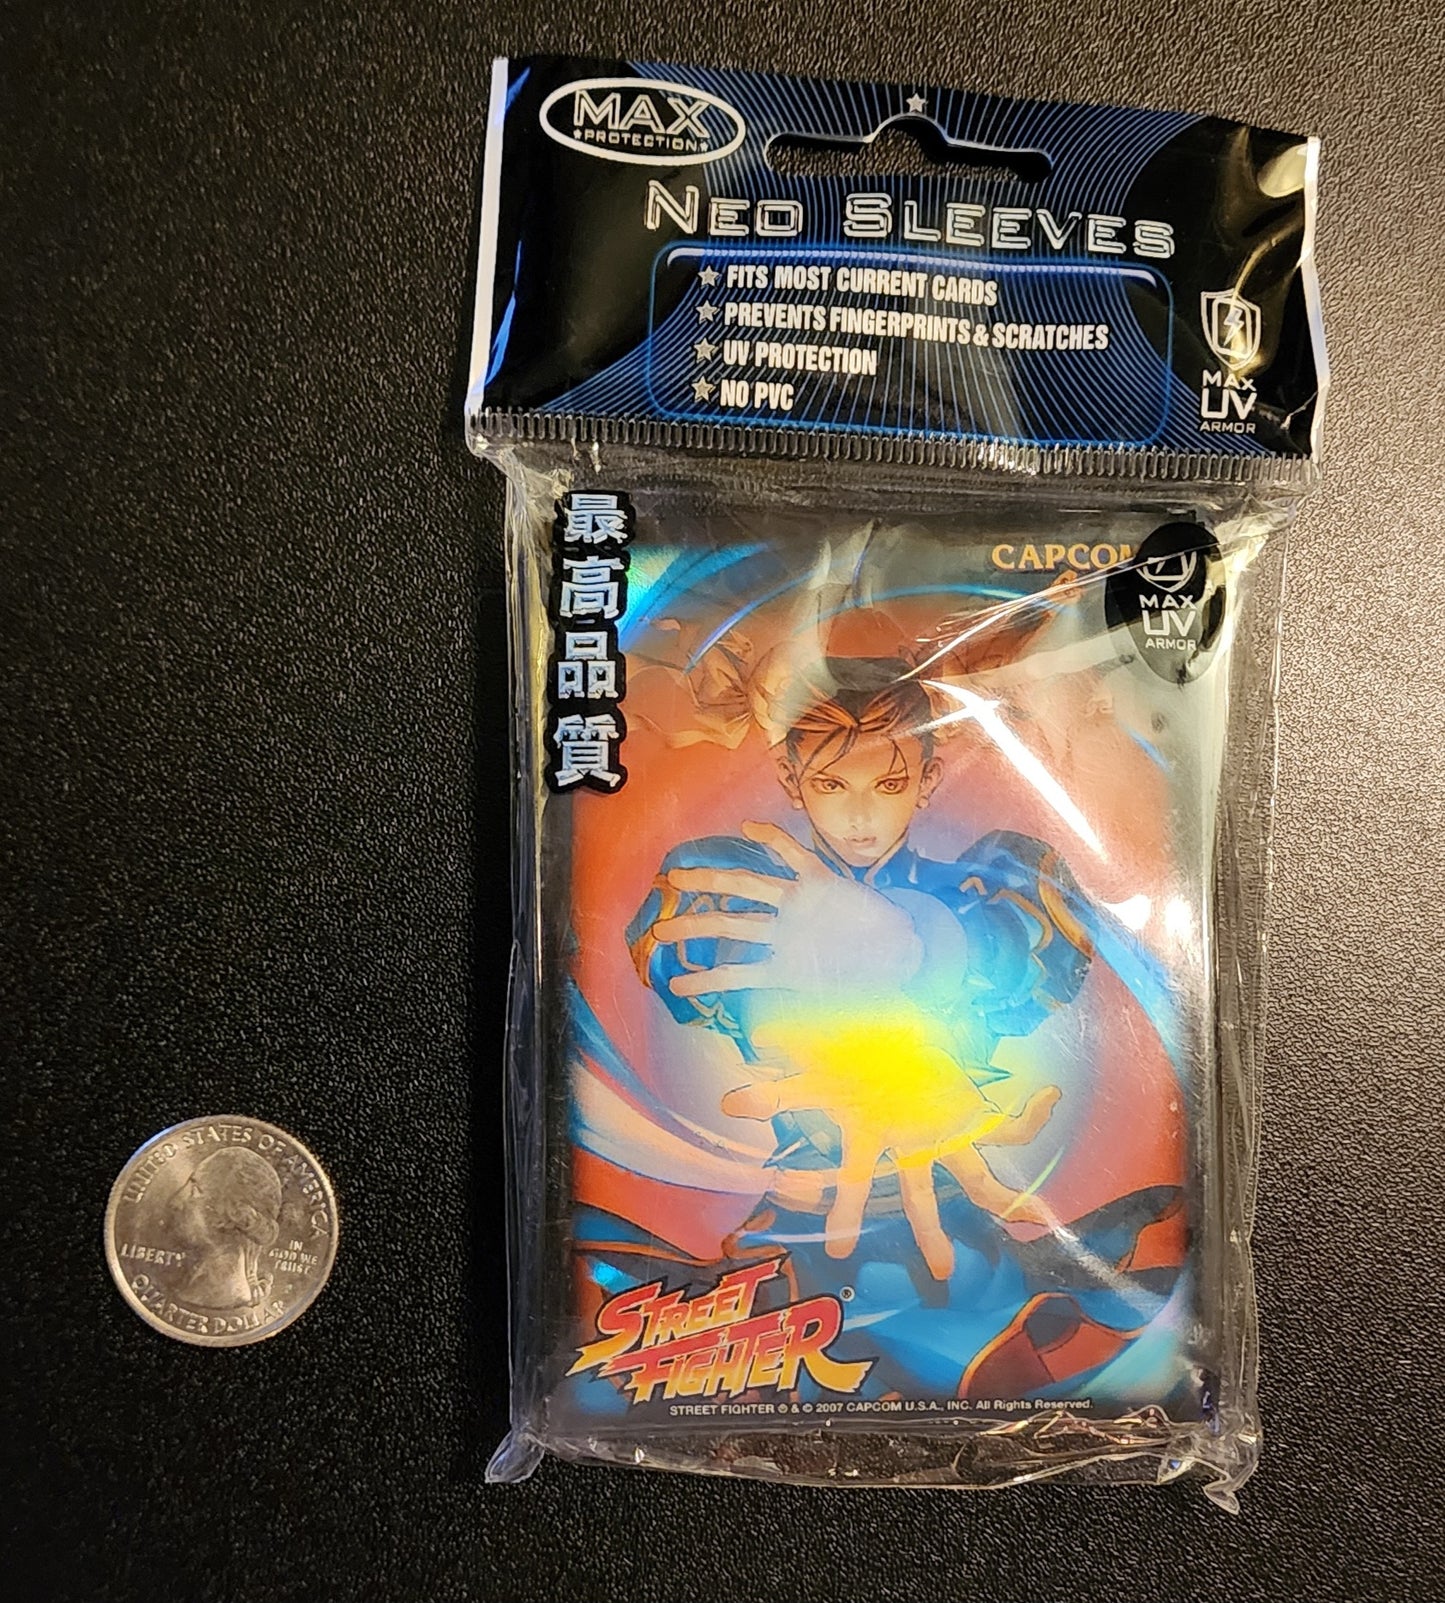 MAX
PROTECTION
NEO SLEEVES
FITS MOST CURRENT CARDS
PREVENTS FINGERPRINTS & SCRATCHES
UV PROTECTION
NO PVC
MAX
UV
ARMOR
最高品質
CAPCOM
MAX
UV
ARMOR
STREET
FIGHTER®
STREET FIGHTER ® & © 2007 CAPCOM U.S.A., INC. All Rights Reserved.
UNITED STATES OF AMERICA
LIBERTY
IN
GOD WE
TRUST
QUARTER DOLLAR